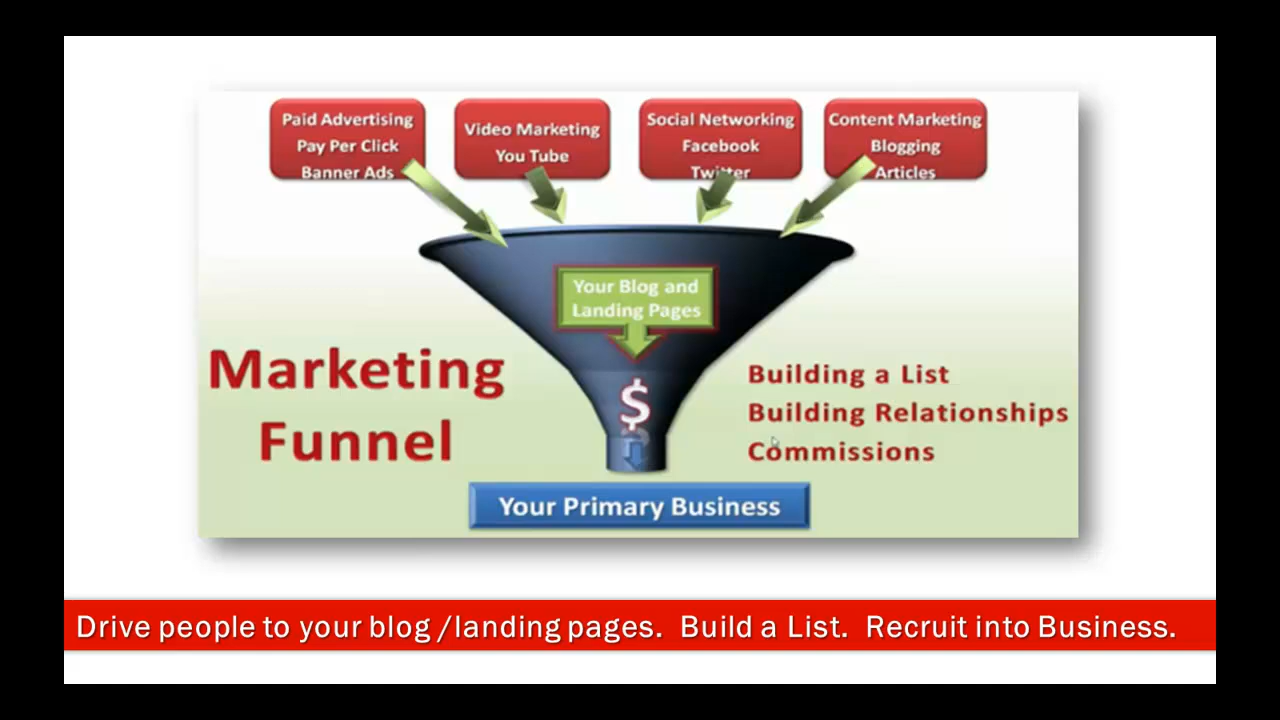 Paid Advertising
Pay Per Click
Banner Ads
Video Marketing
You Tube
Social Networking
Facebook
Twitter
Content Marketing
Blogging
Articles
Your Blog and
Landing Pages
$
Marketing
Funnel
Building a List
Building Relationships
Commissions
Your Primary Business
Drive people to your blog /landing pages.  Build a List.  Recruit into Business.